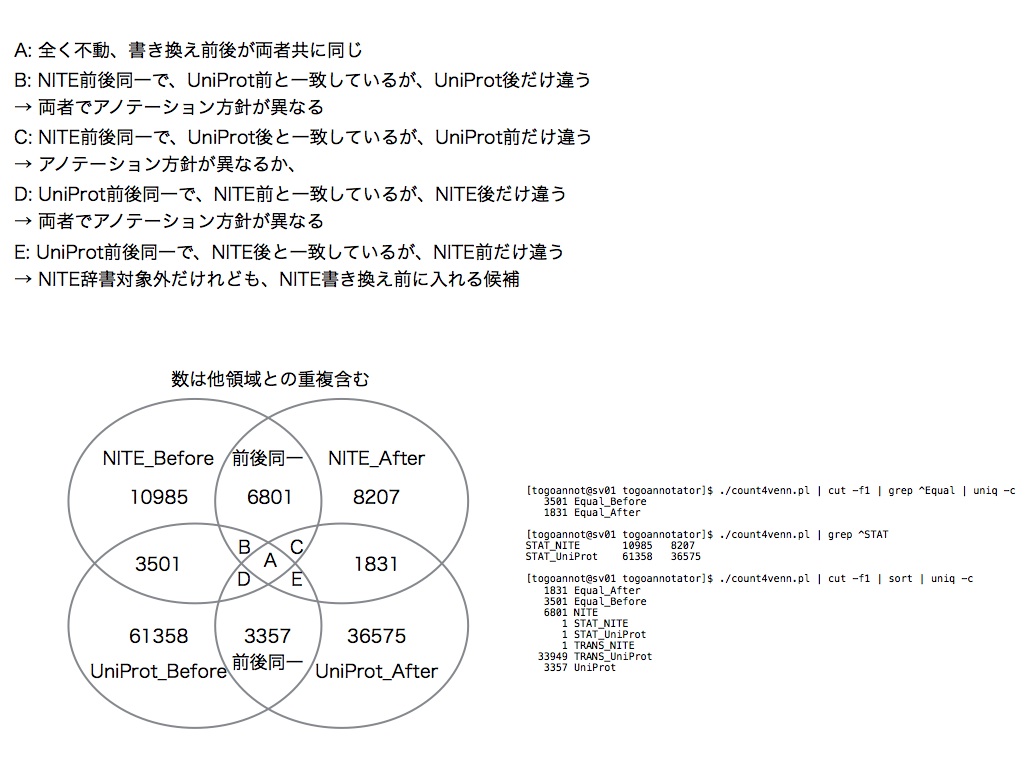 A: 全く不動、書き換え前後が両者共に同じ
B: NITE前後同一で、UniProt前と一致しているが、UniProt後だけ違う
→ 両者でアノテーション方針が異なる
C: NITE前後同一で、UniProt後と一致しているが、UniProt前だけ違う
→ アノテーション方針が異なるか、
D: UniProt前後同一で、NITE前と一致しているが、NITE後だけ違う
→ 両者でアノテーション方針が異なる
E: UniProt前後同一で、NITE後と一致しているが、NITE前だけ違う
→ NITE辞書対象外だけれども、NITE書き換え前に入れる候補
数は他領域との重複含む
NITE_Before 前後同一 NITE_After
10985 6801 8207
B C
A
3501 1831
D E
61358 3357 36575
UniProt_Before 前後同一 UniProt_After
[togoannot@sv01 togoannotator]$ ./count4venn.pl | cut -f1 | grep ^Equal | uniq -c
3501 Equal_Before
1831 Equal_After
[togoannot@sv01 togoannotator]$ ./count4venn.pl | grep ^STAT
STAT_NITE 10985 8207
STAT_UniProt 61358 36575
[togoannot@sv01 togoannotator]$ ./count4venn.pl | cut -f1 | sort | uniq -c
1831 Equal_After
3501 Equal_Before
6801 NITE
1 STAT_NITE
1 STAT_UniProt
1 TRANS_NITE
33949 TRANS_UniProt
3357 UniProt